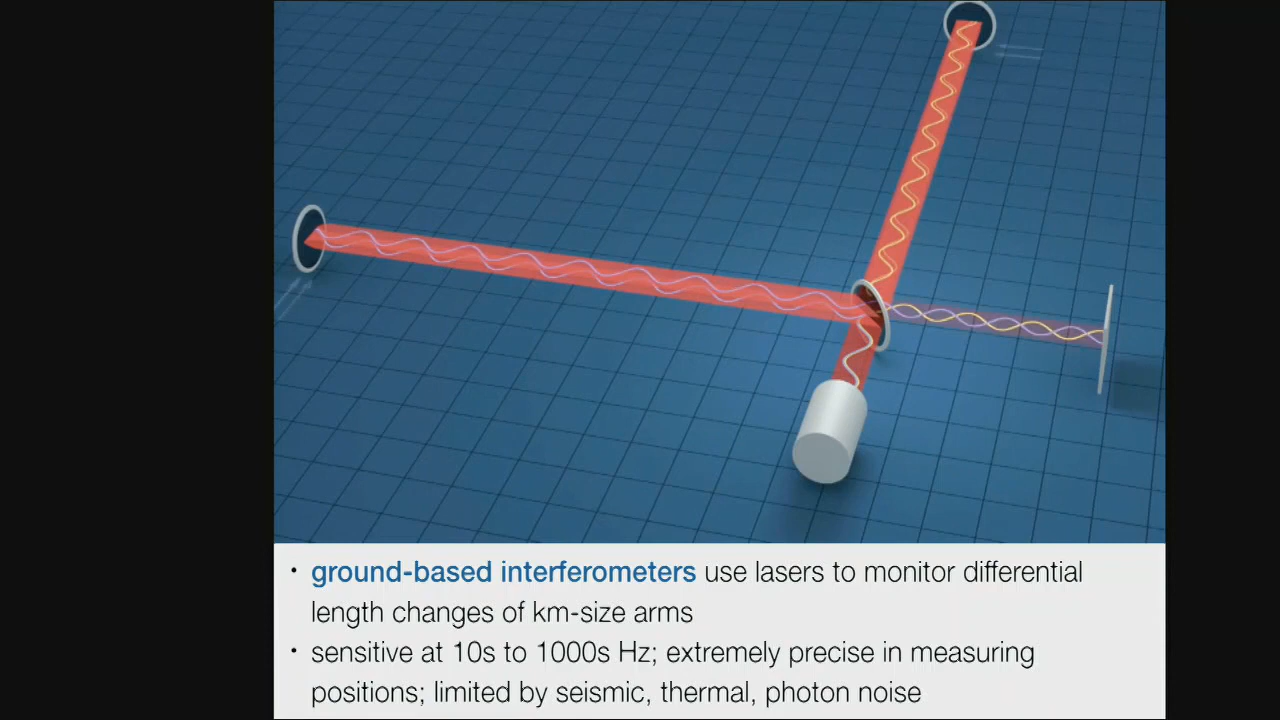 • ground-based interferometers use lasers to monitor differential
length changes of km-size arms
• sensitive at 10s to 1000s Hz; extremely precise in measuring
positions; limited by seismic, thermal, photon noise